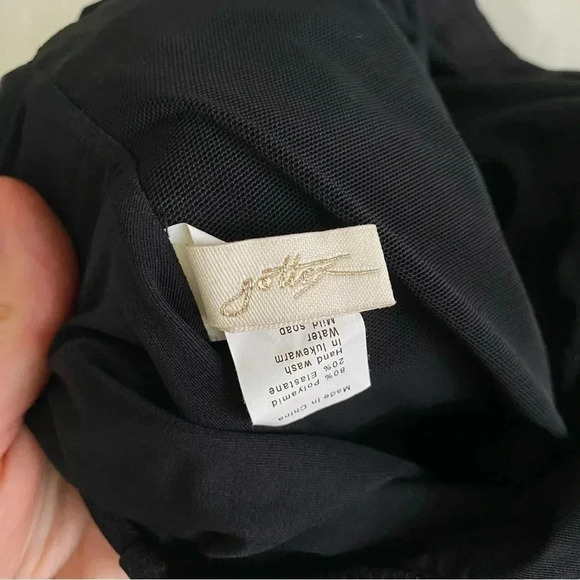 gottex
Made in China
80% Polyamid
20% Elastane
Hand wash
In lukewarm
Water
Mild soap